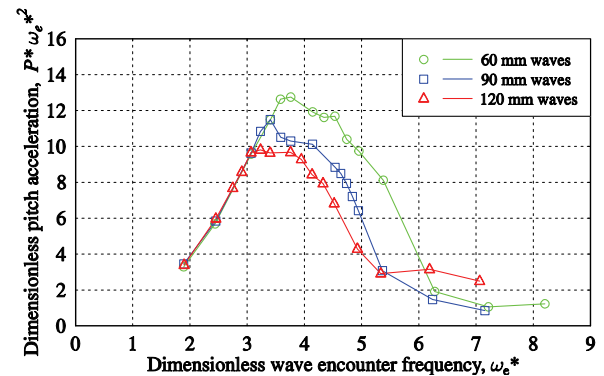 Dimensionless pitch acceleration, P* ωe*²
16
14
12
10
8
6
4
2
0
60 mm waves
90 mm waves
120 mm waves
0 1 2 3 4 5 6 7 8 9
Dimensionless wave encounter frequency, ωe*